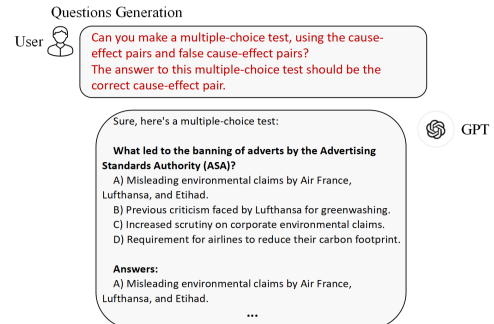 Questions Generation
User
Can you make a multiple-choice test, using the cause-
effect pairs and false cause-effect pairs?
The answer to this multiple-choice test should be the
correct cause-effect pair.
Sure, here's a multiple-choice test:
GPT
What led to the banning of adverts by the Advertising
Standards Authority (ASA)?
A) Misleading environmental claims by Air France,
Lufthansa, and Etihad.
B) Previous criticism faced by Lufthansa for greenwashing.
C) Increased scrutiny on corporate environmental claims.
D) Requirement for airlines to reduce their carbon footprint.
Answers:
A) Misleading environmental claims by Air France,
Lufthansa, and Etihad.
...